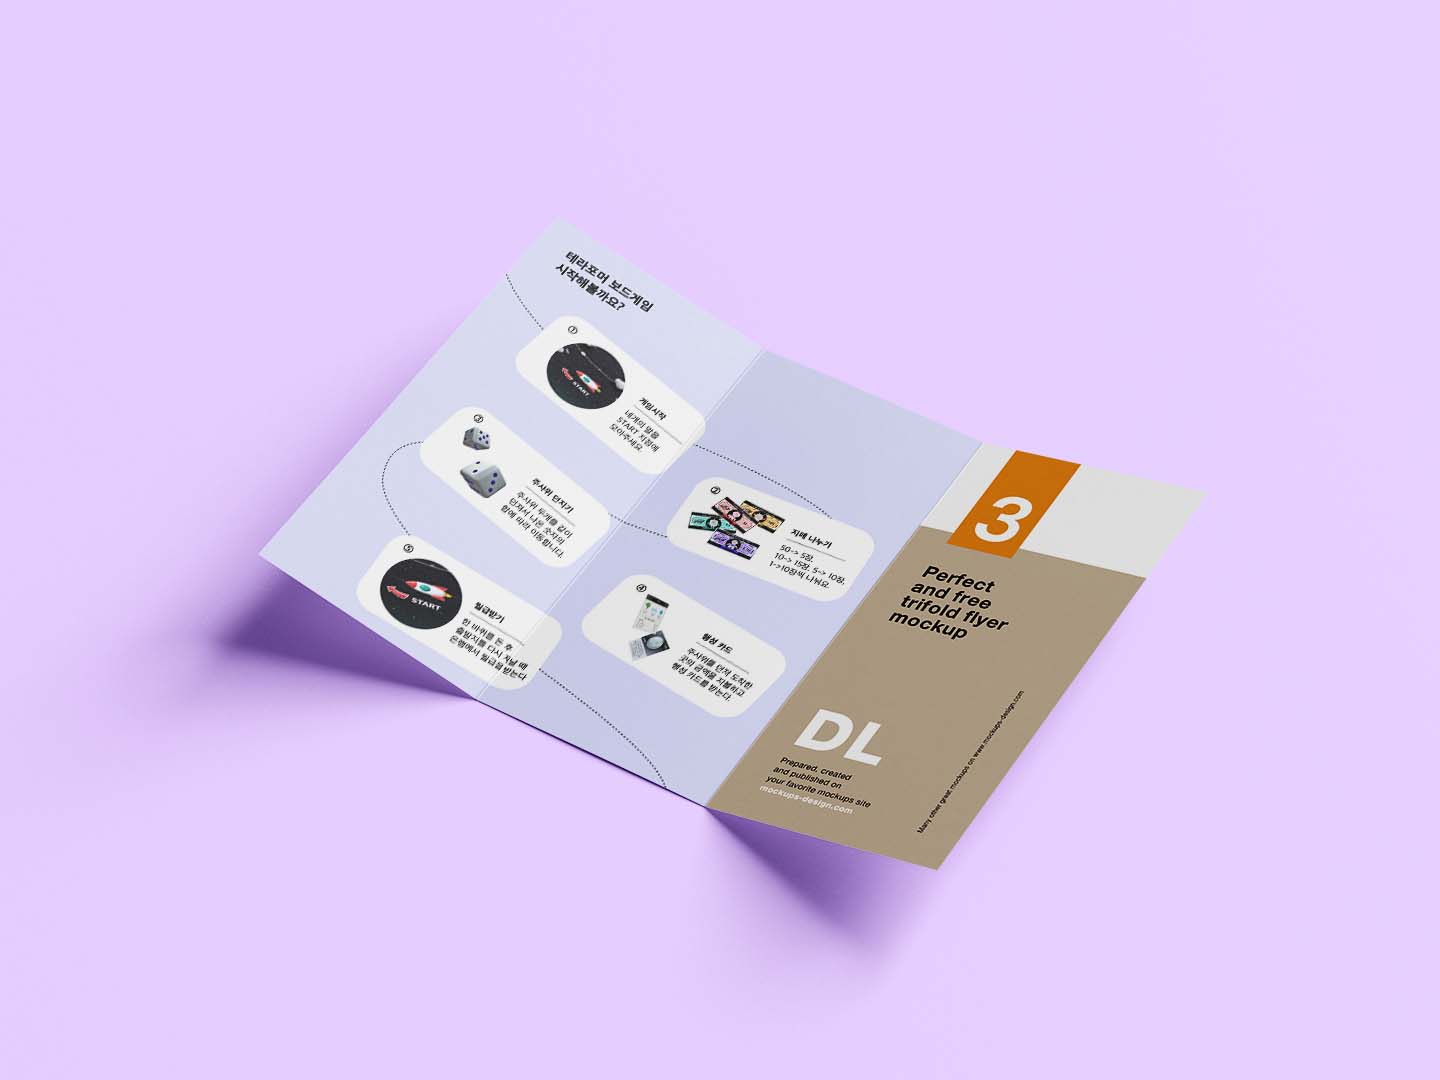 테라포머 보드게임
시작해볼까요?
①
START
게임시작
네개의 말을
START 지점에
모아주세요.
②
지폐 나누기
50-> 5장,
10-> 15장, 5-> 10장,
1->10장씩 나눠요.
③
주사위 던지기
주사위 두개를 같이
던져서 나온 숫자의
합에 따라 이동합니다.
④
행성 카드
주사위를 던져 도착한
곳의 금액을 지불하고
행성 카드를 받는다.
⑤
START
월급받기
한 바퀴를 돈 후
출발지를 다시 지날 때
은행에서 월급을 받는다
3
Perfect
and free
trifold flyer
mockup
DL
Prepared, created
and published on
your favorite mockups site
mockups-design.com
Many other great mockups on www.mockups-design.com